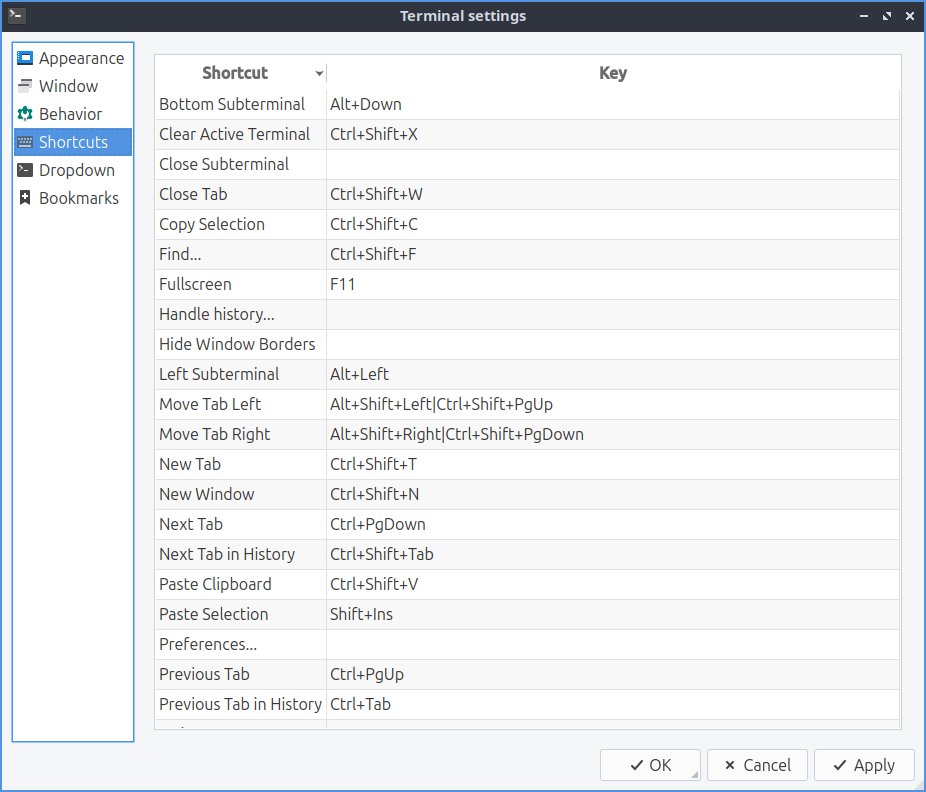 Terminal settings
Appearance
Window
Behavior
Shortcuts
Dropdown
Bookmarks
Shortcut Key
Bottom Subterminal Alt+Down
Clear Active Terminal Ctrl+Shift+X
Close Subterminal
Close Tab Ctrl+Shift+W
Copy Selection Ctrl+Shift+C
Find... Ctrl+Shift+F
Fullscreen F11
Handle history...
Hide Window Borders
Left Subterminal Alt+Left
Move Tab Left Alt+Shift+Left|Ctrl+Shift+PgUp
Move Tab Right Alt+Shift+Right|Ctrl+Shift+PgDown
New Tab Ctrl+Shift+T
New Window Ctrl+Shift+N
Next Tab Ctrl+PgDown
Next Tab in History Ctrl+Shift+Tab
Paste Clipboard Ctrl+Shift+V
Paste Selection Shift+Ins
Preferences...
Previous Tab Ctrl+PgUp
Previous Tab in History Ctrl+Tab
OK Cancel Apply